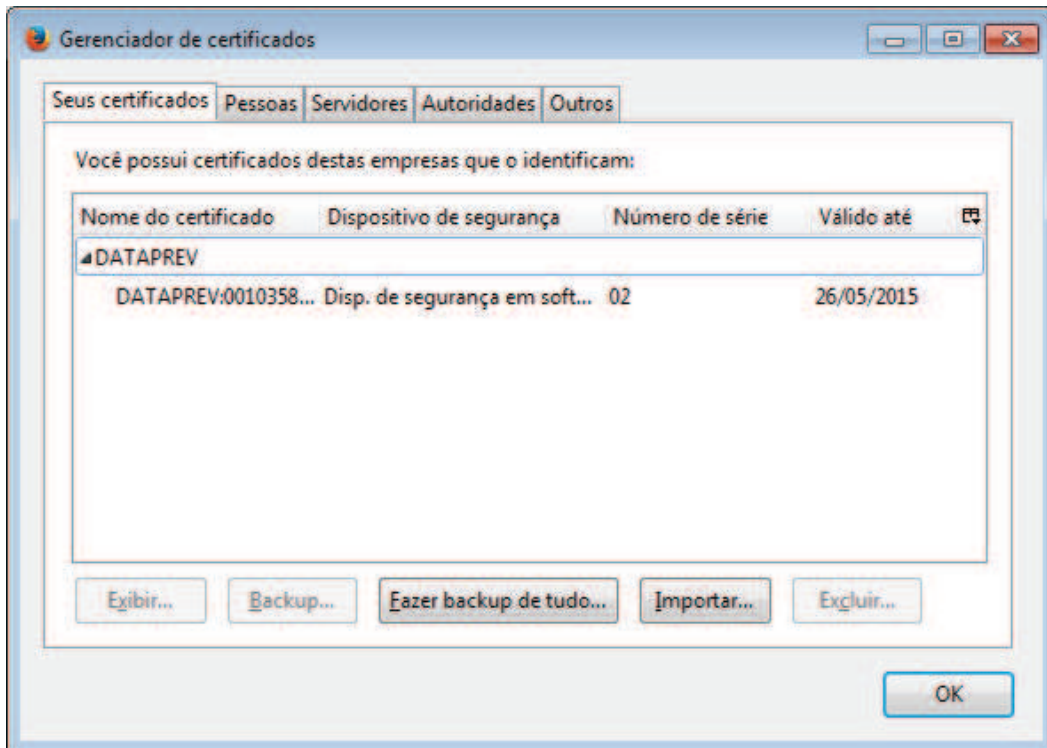 Gerenciador de certificados
Seus certificados Pessoas Servidores Autoridades Outros
Você possui certificados destas empresas que o identificam:
Nome do certificado Dispositivo de segurança Número de série Válido até
DATAPREV
DATAPREV:0010358... Disp. de segurança em soft... 02 26/05/2015
Exibir... Backup... Fazer backup de tudo... Importar... Excluir...
OK